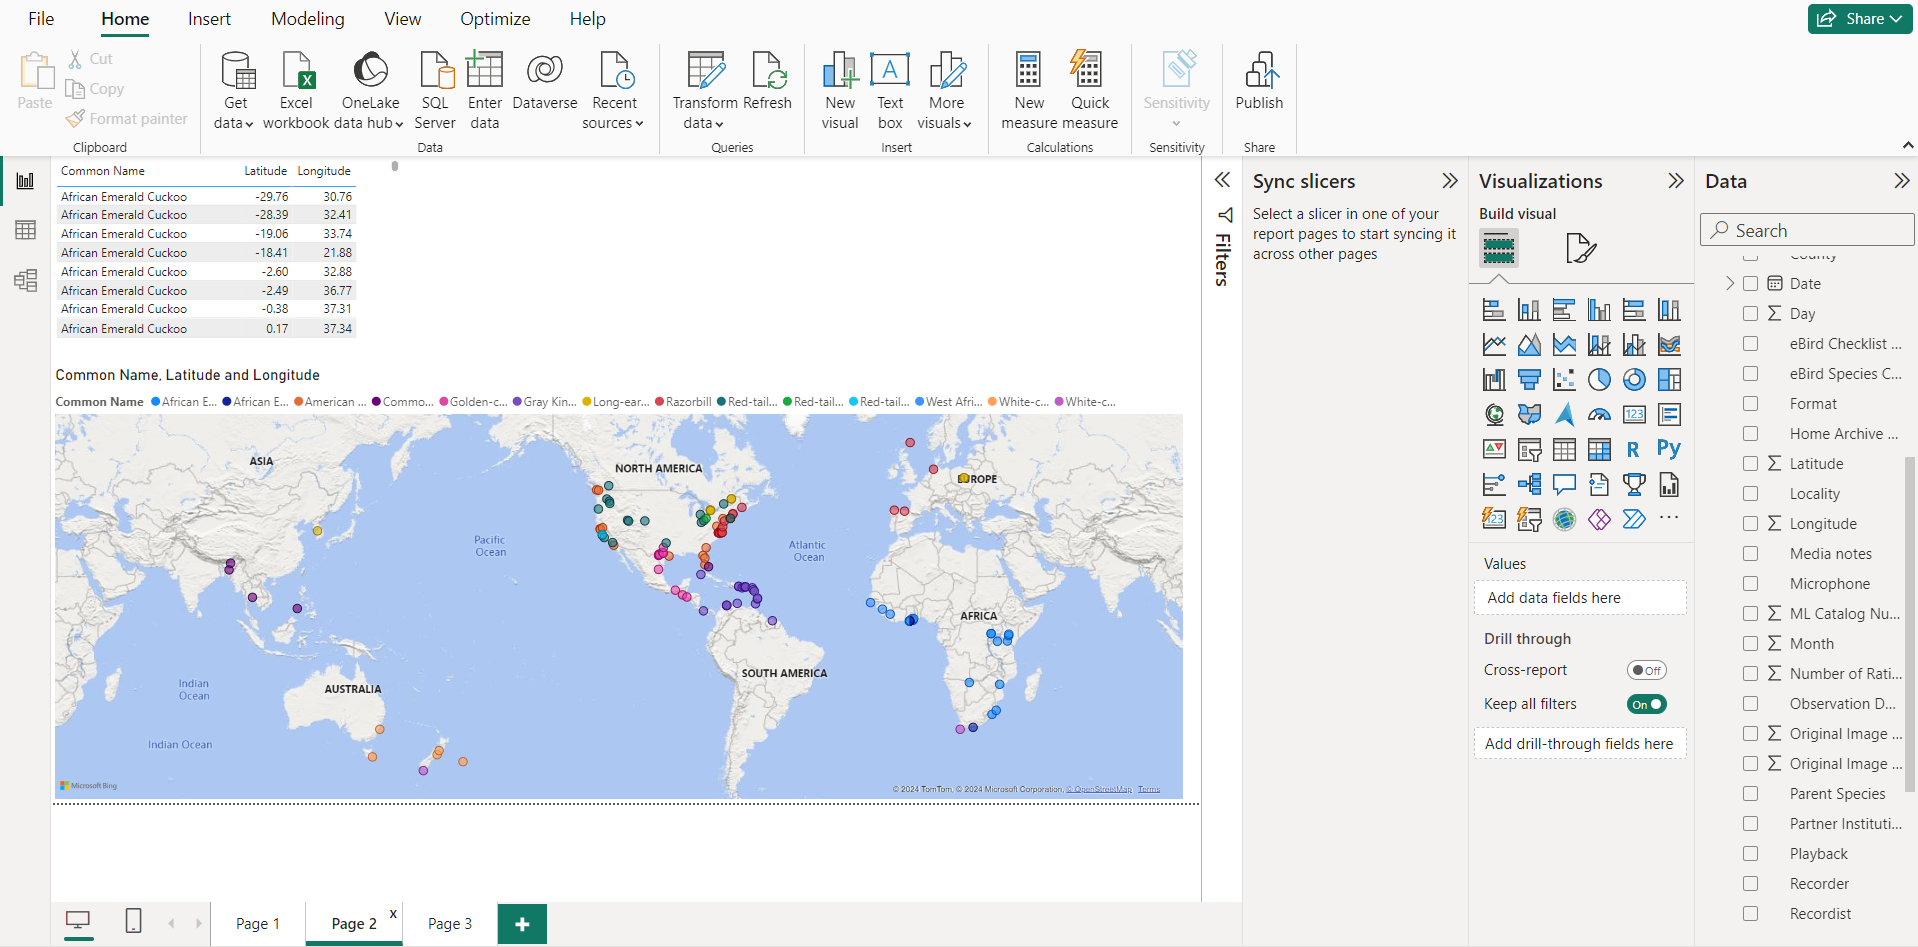 File Home Insert Modeling View Optimize Help
Share
Paste
Cut
Copy
Format painter
Clipboard
Get data
Excel workbook
OneLake data hub
SQL Server
Enter data
Dataverse
Recent sources
Data
Transform data
Refresh
Queries
New visual
A
Text box
More visuals
Insert
New measure
Quick measure
Calculations
Sensitivity
Sensitivity
Publish
Share
Common Name Latitude Longitude
African Emerald Cuckoo -29.76 30.76
African Emerald Cuckoo -28.39 32.41
African Emerald Cuckoo -19.06 33.74
African Emerald Cuckoo -18.41 21.88
African Emerald Cuckoo -2.60 32.88
African Emerald Cuckoo -2.49 36.77
African Emerald Cuckoo -0.38 37.31
African Emerald Cuckoo 0.17 37.34
Common Name, Latitude and Longitude
Common Name African E... African E... American ... Commo... Golden-c... Gray Kin... Long-ear... Razorbill Red-tail... Red-tail... Red-tail... West Afri... White-c... White-c...
ASIA
NORTH AMERICA
EUROPE
Pacific
Ocean
Atlantic
Ocean
AFRICA
SOUTH AMERICA
AUSTRALIA
Indian
Ocean
Indian Ocean
Microsoft Bing
© 2024 TomTom, © 2024 Microsoft Corporation, © OpenStreetMap Terms
Page 1
Page 2 x
Page 3
+
Filters
Sync slicers
Select a slicer in one of your
report pages to start syncing it
across other pages
Visualizations
Build visual
123
R
Py
123
...
Values
Add data fields here
Drill through
Cross-report Off
Keep all filters On
Add drill-through fields here
Data
Search
County
Date
Day
eBird Checklist ...
eBird Species C...
Format
Home Archive ...
Latitude
Locality
Longitude
Media notes
Microphone
ML Catalog Nu...
Month
Number of Rati...
Observation D...
Original Image ...
Original Image ...
Parent Species
Partner Instituti...
Playback
Recorder
Recordist